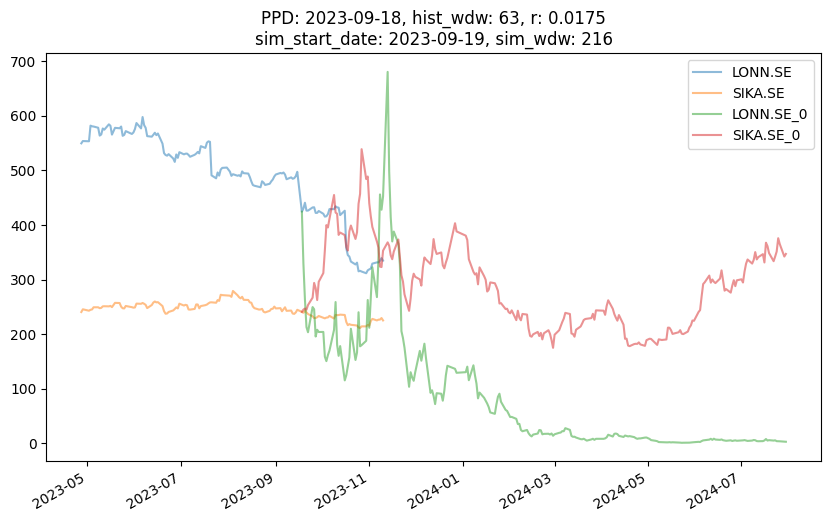 PPD: 2023-09-18, hist_wdw: 63, r: 0.0175
sim_start_date: 2023-09-19, sim_wdw: 216
700
600
500
400
300
200
100
0
LONN.SE
SIKA.SE
LONN.SE_0
SIKA.SE_0
2023-05
2023-07
2023-09
2023-11
2024-01
2024-03
2024-05
2024-07